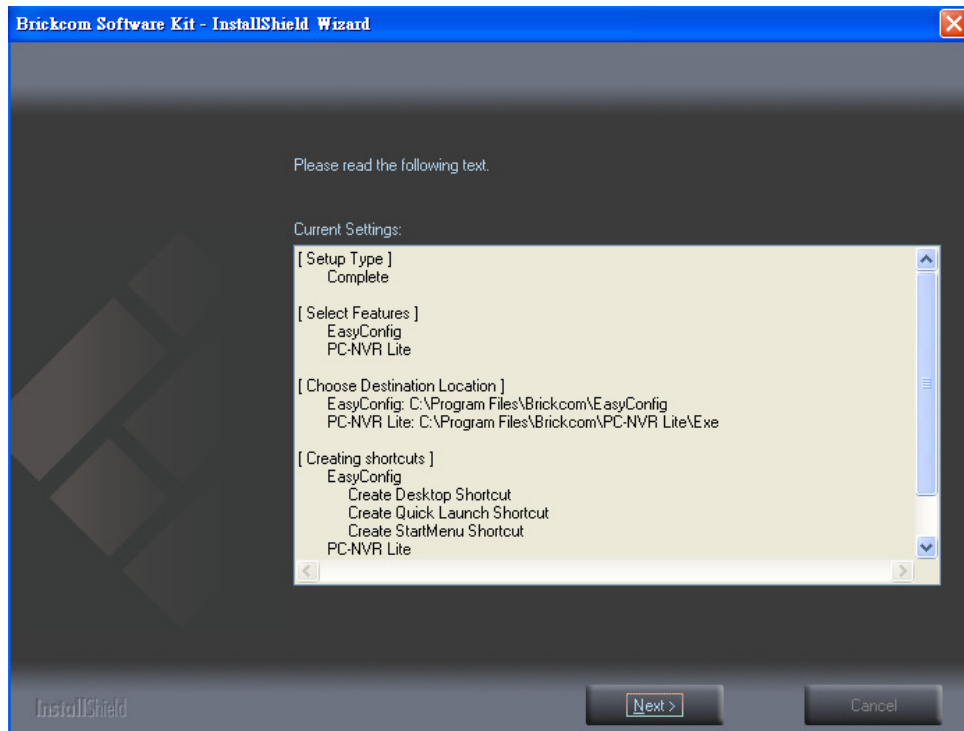 Brickcom Software Kit - InstallShield Wizard
Please read the following text.
Current Settings:
[ Setup Type ]
Complete
[ Select Features ]
EasyConfig
PC-NVR Lite
[ Choose Destination Location ]
EasyConfig: C:\Program Files\Brickcom\EasyConfig
PC-NVR Lite: C:\Program Files\Brickcom\PC-NVR Lite\Exe
[ Creating shortcuts ]
EasyConfig
Create Desktop Shortcut
Create Quick Launch Shortcut
Create StartMenu Shortcut
PC-NVR Lite
InstallShield
Next >
Cancel